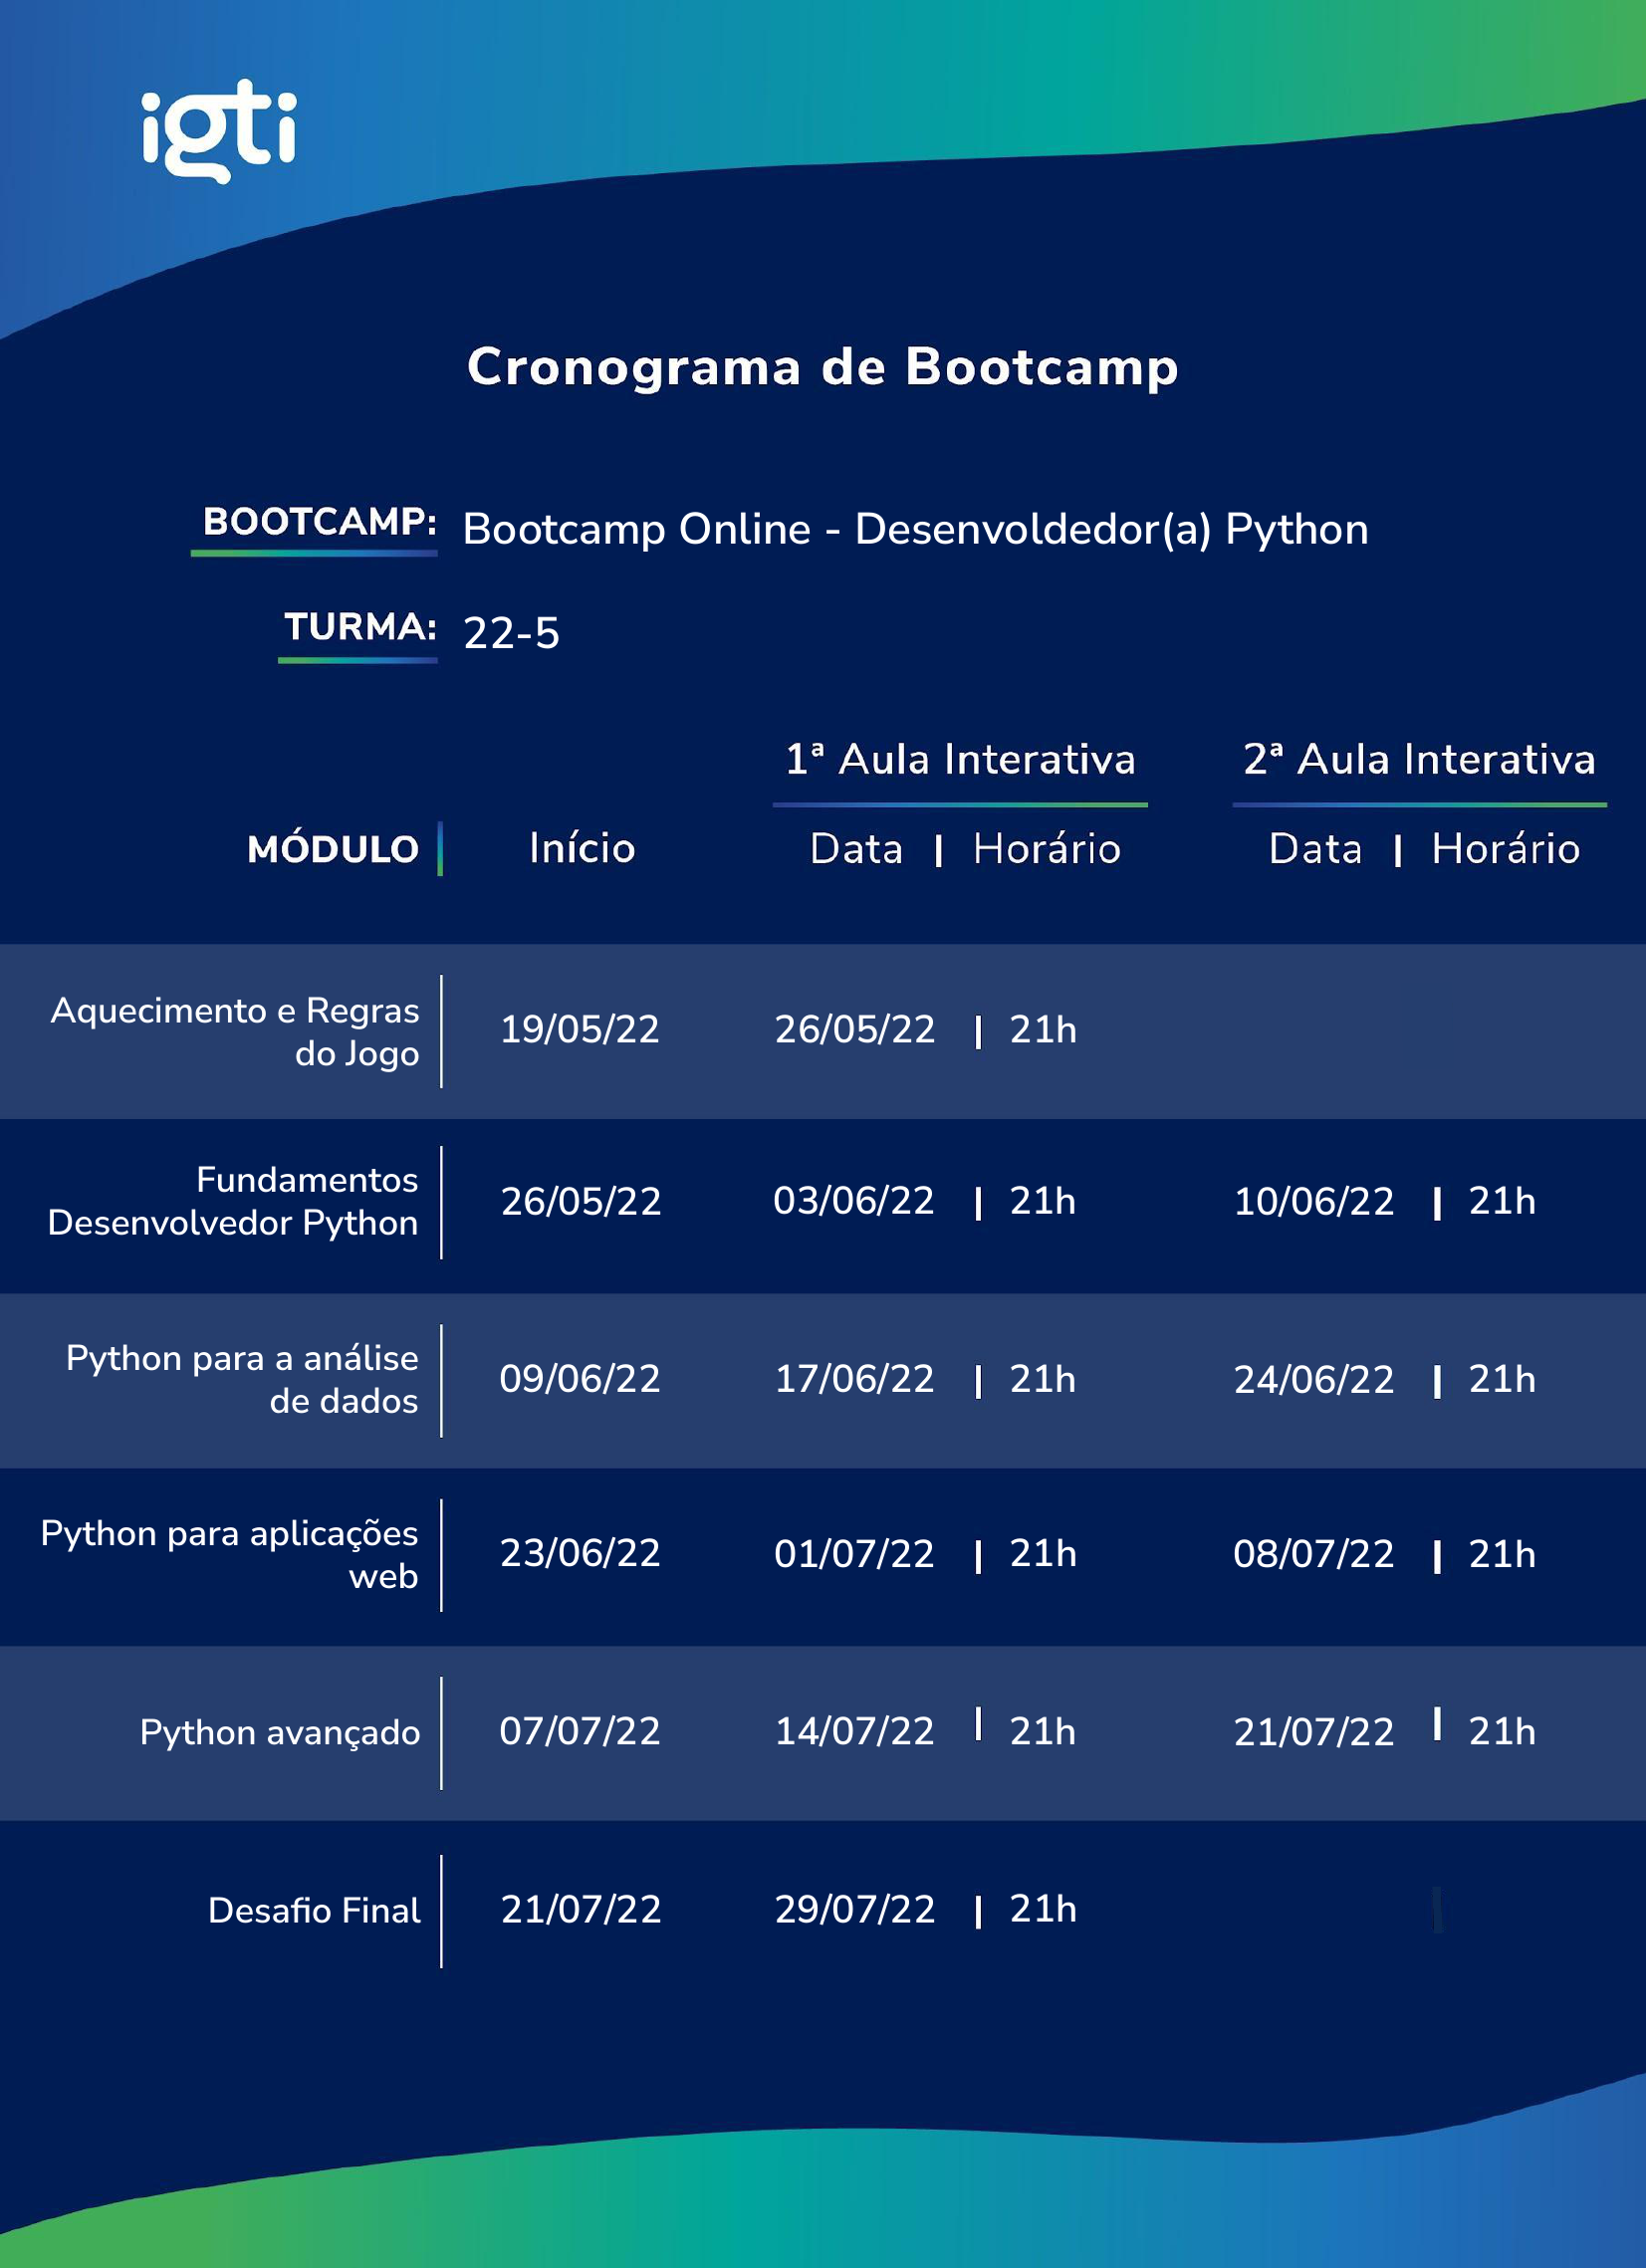 igti
Cronograma de Bootcamp
BOOTCAMP: Bootcamp Online - Desenvoldedor(a) Python
TURMA: 22-5
1ª Aula Interativa 2ª Aula Interativa
MÓDULO Início Data | Horário Data | Horário
Aquecimento e Regras
do Jogo
19/05/22 26/05/22 | 21h
Fundamentos
Desenvolvedor Python
26/05/22 03/06/22 | 21h 10/06/22 | 21h
Python para a análise
de dados
09/06/22 17/06/22 | 21h 24/06/22 | 21h
Python para aplicações
web
23/06/22 01/07/22 | 21h 08/07/22 | 21h
Python avançado 07/07/22 14/07/22 | 21h 21/07/22 | 21h
Desafio Final 21/07/22 29/07/22 | 21h